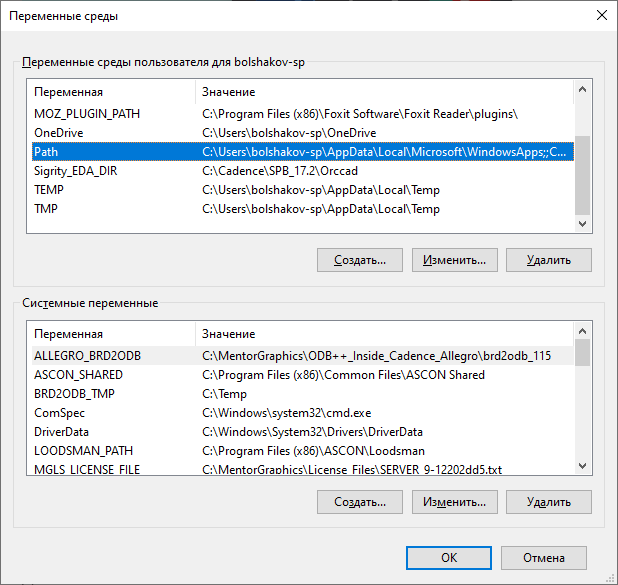 Переменные среды
Переменные среды пользователя для bolshakov-sp
Переменная Значение
MOZ_PLUGIN_PATH C:\Program Files (x86)\Foxit Software\Foxit Reader\plugins\
OneDrive C:\Users\bolshakov-sp\OneDrive
Path C:\Users\bolshakov-sp\AppData\Local\Microsoft\WindowsApps;;C...
Sigrity_EDA_DIR C:\Cadence\SPB_17.2\Orccad
TEMP C:\Users\bolshakov-sp\AppData\Local\Temp
TMP C:\Users\bolshakov-sp\AppData\Local\Temp
Создать... Изменить... Удалить
Системные переменные
Переменная Значение
ALLEGRO_BRD2ODB C:\MentorGraphics\ODB++_Inside_Cadence_Allegro\brd2odb_115
ASCON_SHARED C:\Program Files (x86)\Common Files\ASCON Shared
BRD2ODB_TMP C:\Temp
ComSpec C:\Windows\system32\cmd.exe
DriverData C:\Windows\System32\Drivers\DriverData
LOODSMAN_PATH C:\Program Files (x86)\ASCON\Loodsman
MGLS_LICENSE_FILE C:\MentorGraphics\License_Files\SERVER_9-12202dd5.txt
Создать... Изменить... Удалить
ОК Отмена